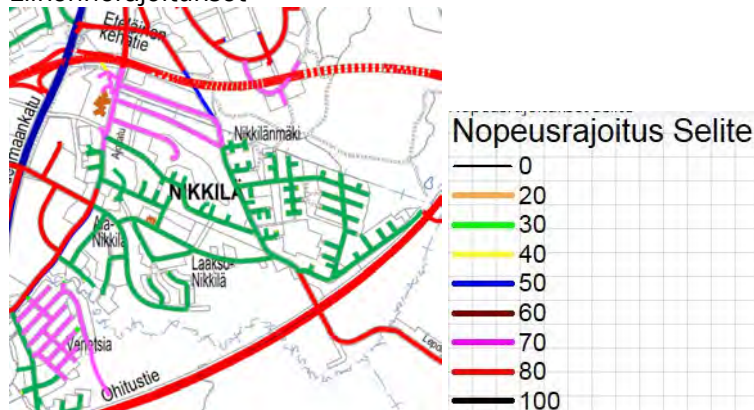 Liikennerajoitukset
Eteläinen
kehätie
Nikkilänmäki
NIKKILÄ
Ala-
Nikkilä
Laakso-
Nikkilä
Venetsia
Ohitustie
Nopeusrajoitus Selite
0
20
30
40
50
60
70
80
100